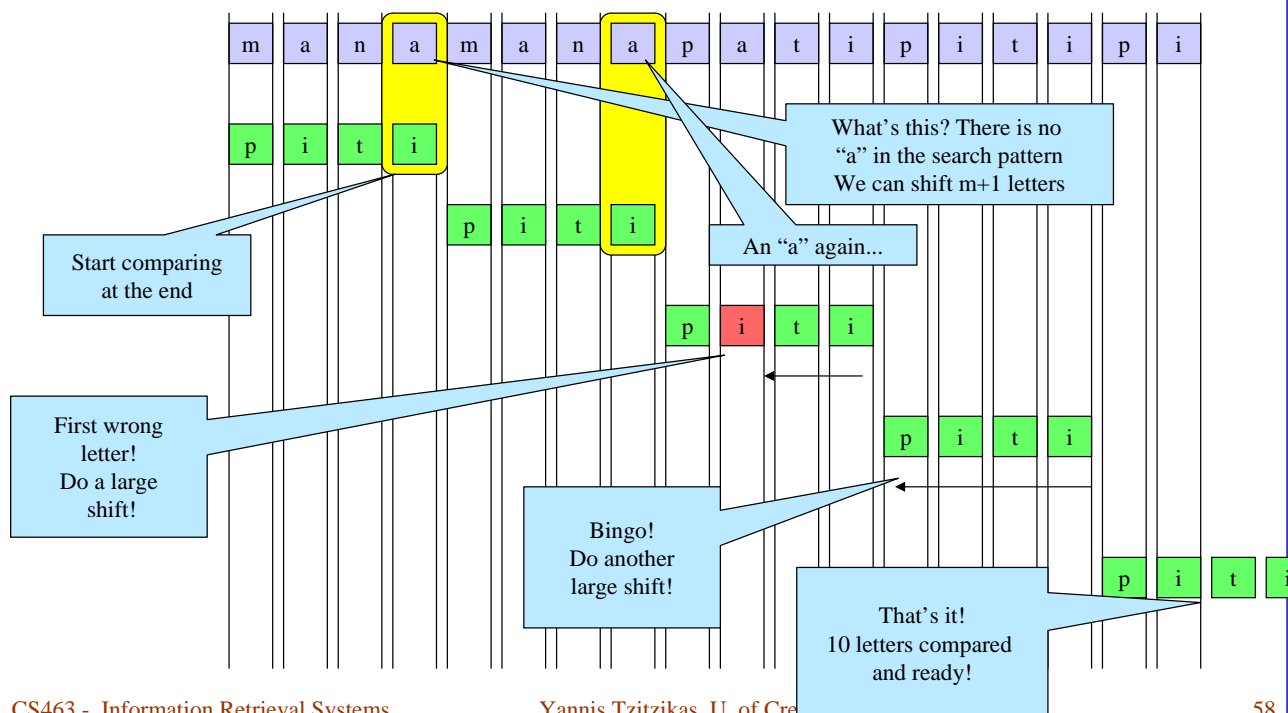 m a n a m a n a p a t i p i t i p i
What's this? There is no
“a” in the search pattern
We can shift m+1 letters
p i t i
p i t i
An “a” again...
Start comparing
at the end
p i t i
First wrong
letter!
Do a large
shift!
p i t i
Bingo!
Do another
large shift!
p i t i
That's it!
10 letters compared
and ready!
CS463 - Information Retrieval Systems
Yannis Tzitzikas, U. of Cre
58